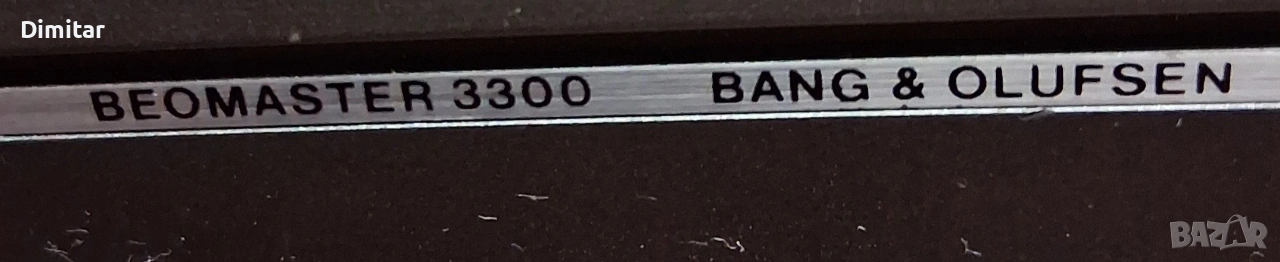 Dimitar
BEOMASTER 3300 BANG & OLUFSEN
BAZAR